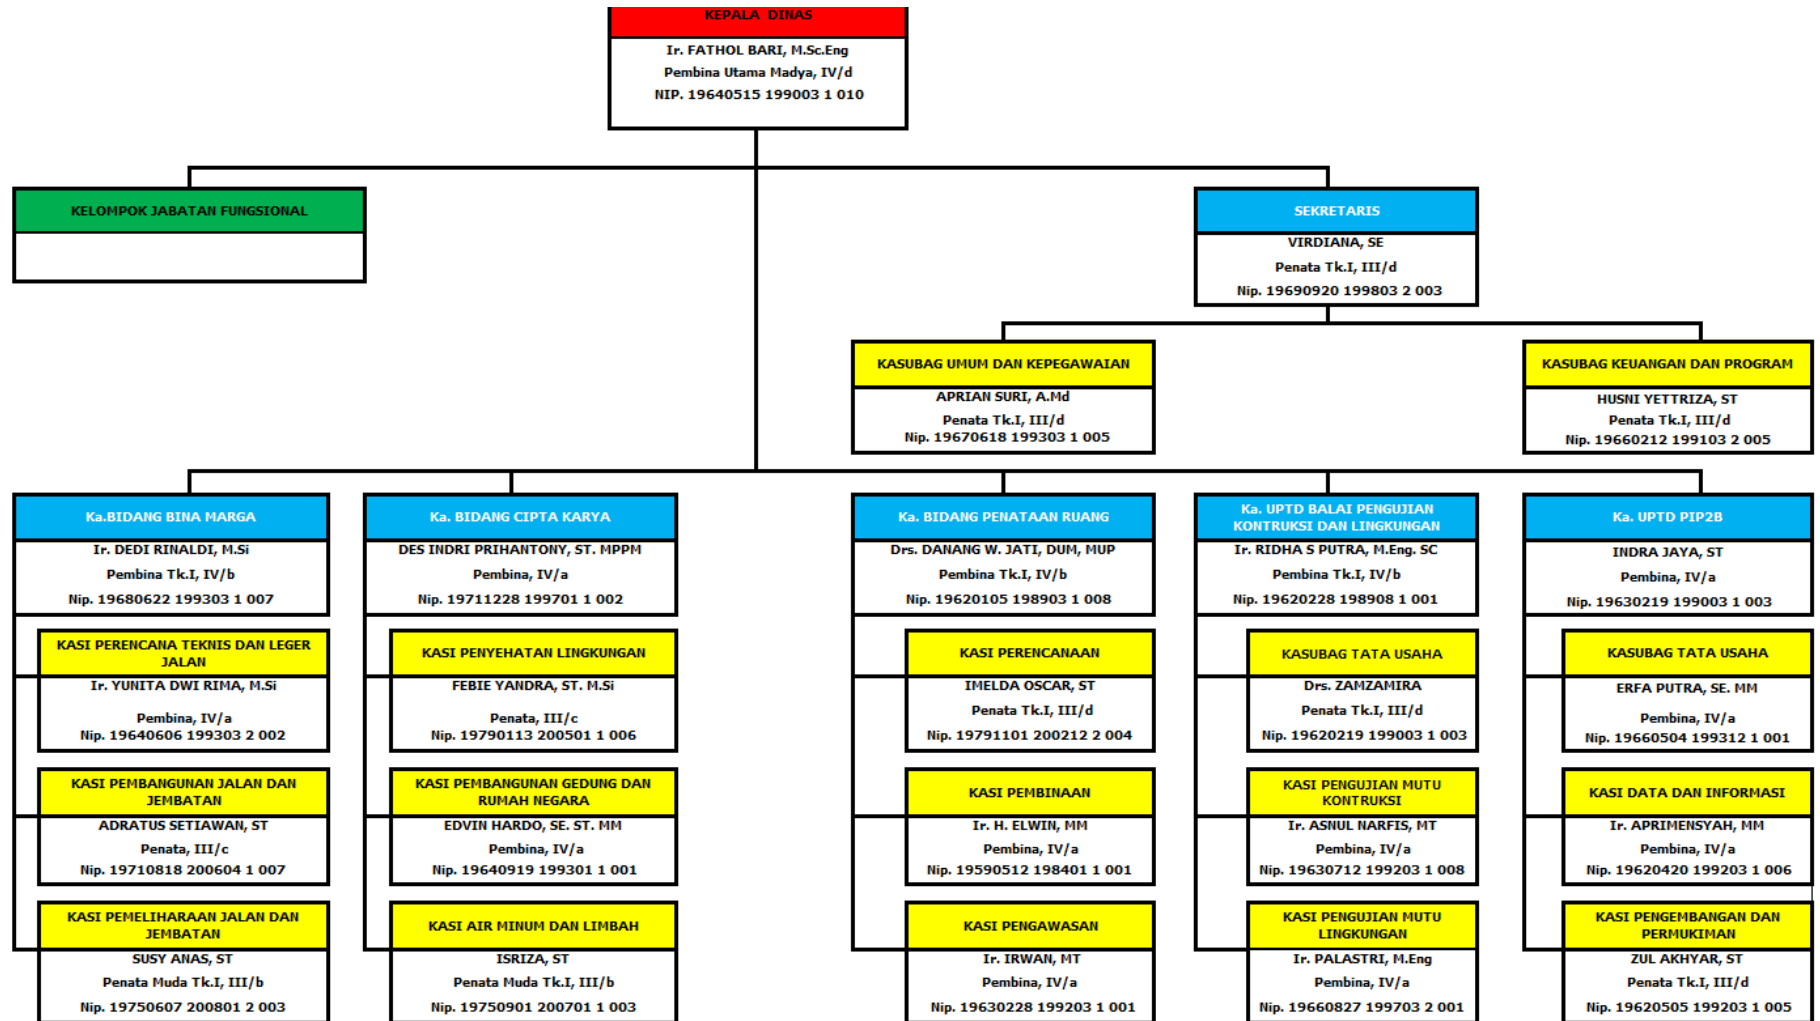 KEPALA DINAS
Ir. FATHOL BARI, M.Sc.Eng
Pembina Utama Madya, IV/d
NIP. 19640515 199003 1 010
KELOMPOK JABATAN FUNGSIONAL
SEKRETARIS
VIRDIANA, SE
Penata Tk.I, III/d
Nip. 19690920 199803 2 003
KASUBAG UMUM DAN KEPEGAWAIAN
APRIAN SURI, A.Md
Penata Tk.I, III/d
Nip. 19670618 199303 1 005
KASUBAG KEUANGAN DAN PROGRAM
HUSNI YETTRIZA, ST
Penata Tk.I, III/d
Nip. 19660212 199103 2 005
Ka.BIDANG BINA MARGA
Ir. DEDI RINALDI, M.Si
Pembina Tk.I, IV/b
Nip. 19680622 199303 1 007
KASI PERENCANA TEKNIS DAN LEGER
JALAN
Ir. YUNITA DWI RIMA, M.Si
Pembina, IV/a
Nip. 19640606 199303 2 002
KASI PEMBANGUNAN JALAN DAN
JEMBATAN
ADRATUS SETIAWAN, ST
Penata, III/c
Nip. 19710818 200604 1 007
KASI PEMELIHARAAN JALAN DAN
JEMBATAN
SUSY ANAS, ST
Penata Muda Tk.I, III/b
Nip. 19750607 200801 2 003
Ka. BIDANG CIPTA KARYA
DES INDRI PRIHANTONY, ST. MPPM
Pembina, IV/a
Nip. 19711228 199701 1 002
KASI PENYEHATAN LINGKUNGAN
FEBIE YANDRA, ST. M.Si
Penata, III/c
Nip. 19790113 200501 1 006
KASI PEMBANGUNAN GEDUNG DAN
RUMAH NEGARA
EDVIN HARDO, SE. ST. MM
Pembina, IV/a
Nip. 19640919 199301 1 001
KASI AIR MINUM DAN LIMBAH
ISRIZA, ST
Penata Muda Tk.I, III/b
Nip. 19750901 200701 1 003
Ka. BIDANG PENATAAN RUANG
Drs. DANANG W. JATI, DUM, MUP
Pembina Tk.I, IV/b
Nip. 19620105 198903 1 008
KASI PERENCANAAN
IMELDA OSCAR, ST
Penata Tk.I, III/d
Nip. 19791101 200212 2 004
KASI PEMBINAAN
Ir. H. ELWIN, MM
Pembina, IV/a
Nip. 19590512 198401 1 001
KASI PENGAWASAN
Ir. IRWAN, MT
Pembina, IV/a
Nip. 19630228 199203 1 001
Ka. UPTD BALAI PENGUJIAN
KONTRUKSI DAN LINGKUNGAN
Ir. RIDHA S PUTRA, M.Eng. SC
Pembina Tk.I, IV/b
Nip. 19620228 198908 1 001
KASUBAG TATA USAHA
Drs. ZAMZAMIRA
Penata Tk.I, III/d
Nip. 19620219 199003 1 003
KASI PENGUJIAN MUTU
KONTRUKSI
Ir. ASNUL NARFIS, MT
Pembina, IV/a
Nip. 19630712 199203 1 008
KASI PENGUJIAN MUTU
LINGKUNGAN
Ir. PALASTRI, M.Eng
Pembina, IV/a
Nip. 19660827 199703 2 001
Ka. UPTD PIP2B
INDRA JAYA, ST
Pembina, IV/a
Nip. 19630219 199003 1 003
KASUBAG TATA USAHA
ERFA PUTRA, SE. MM
Pembina, IV/a
Nip. 19660504 199312 1 001
KASI DATA DAN INFORMASI
Ir. APRIMENSYAH, MM
Pembina, IV/a
Nip. 19620420 199203 1 006
KASI PENGEMBANGAN DAN
PERMUKIMAN
ZUL AKHYAR, ST
Penata Tk.I, III/d
Nip. 19620505 199203 1 005